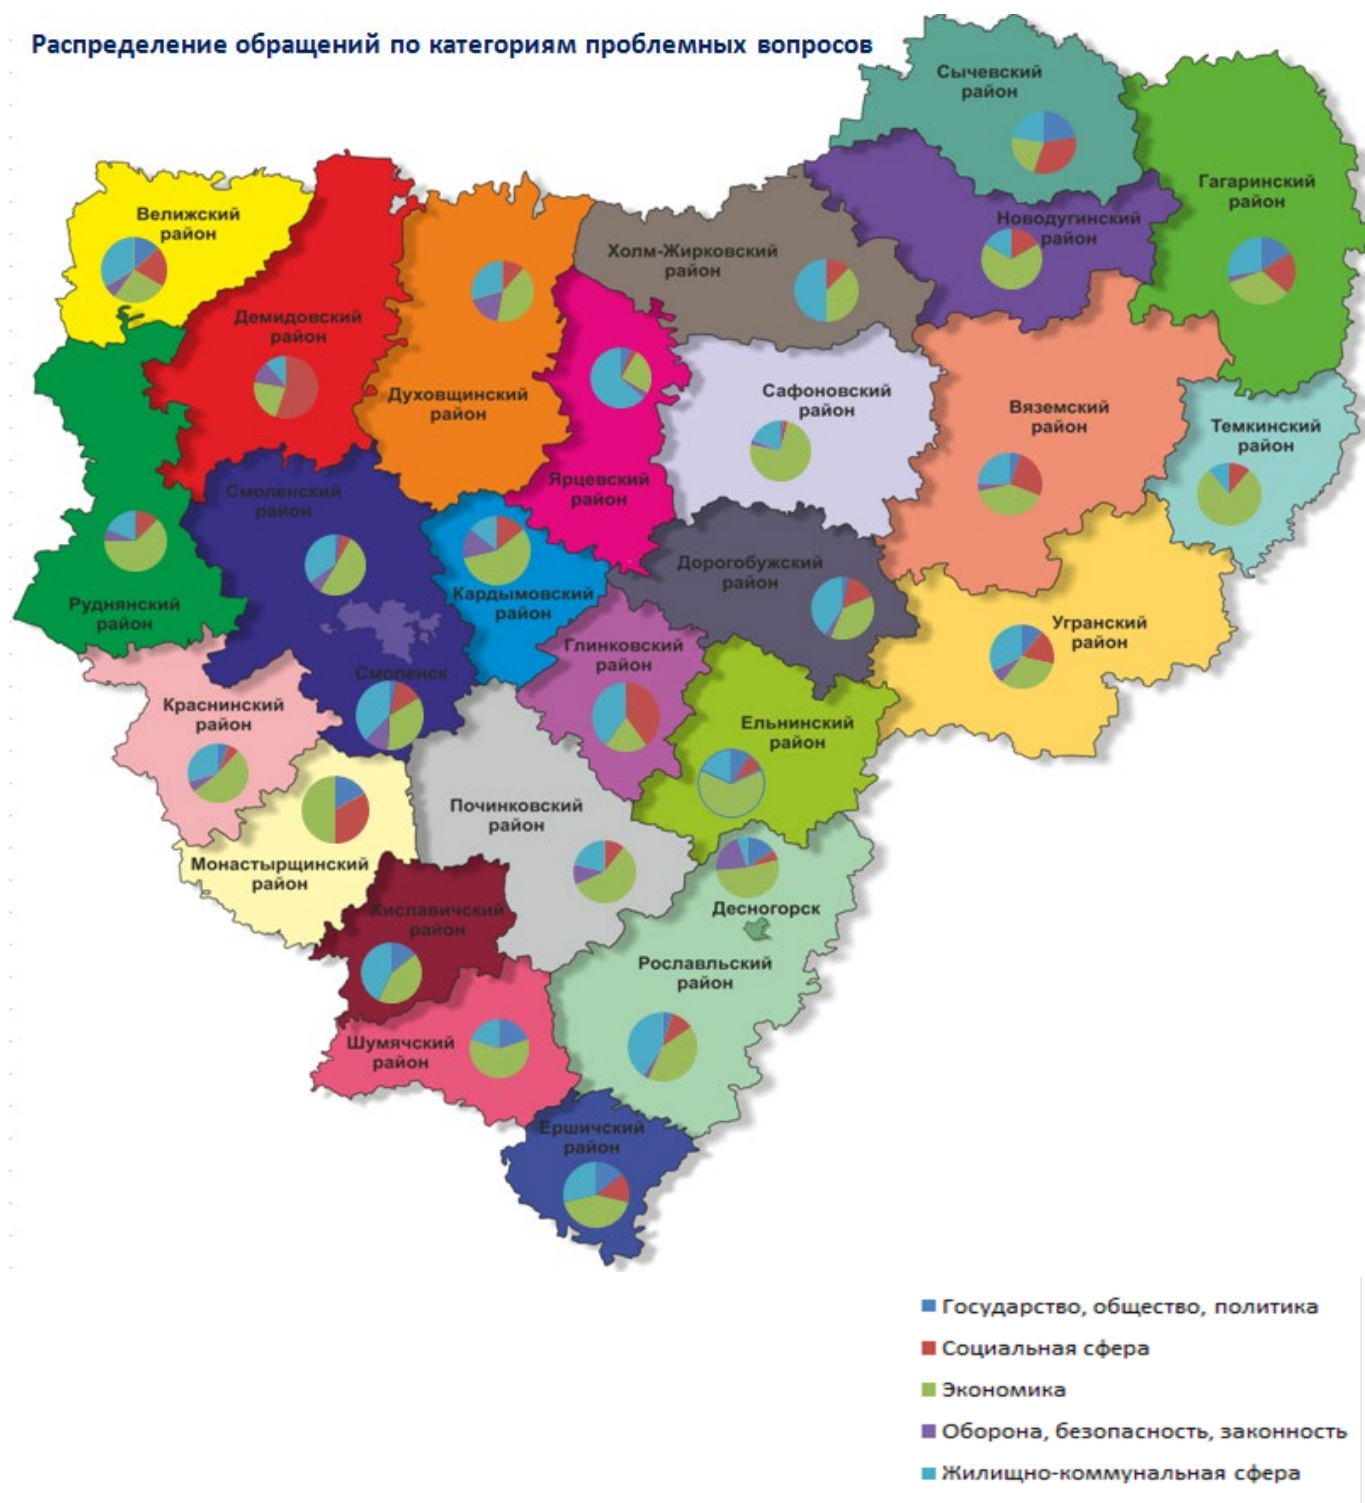 Распределение обращений по категориям проблемных вопросов
Сычевский
район
Гагаринский
район
Велижский
район
Новодугинский
район
Холм-Жирковский
район
Демидовский
район
Духовщинский
район
Сафоновский
район
Вяземский
район
Темкинский
район
Ярцевский
район
Смоленский
район
Дорогобужский
район
Кардымовский
район
Руднянский
район
Угранский
район
Глинковский
район
Смоленск
Краснинский
район
Ельнинский
район
Починковский
район
Монастырщинский
район
Десногорск
Хиславичский
район
Рославльский
район
Шумячский
район
Ершичский
район
Государство, общество, политика
Социальная сфера
Экономика
Оборона, безопасность, законность
Жилищно-коммунальная сфера